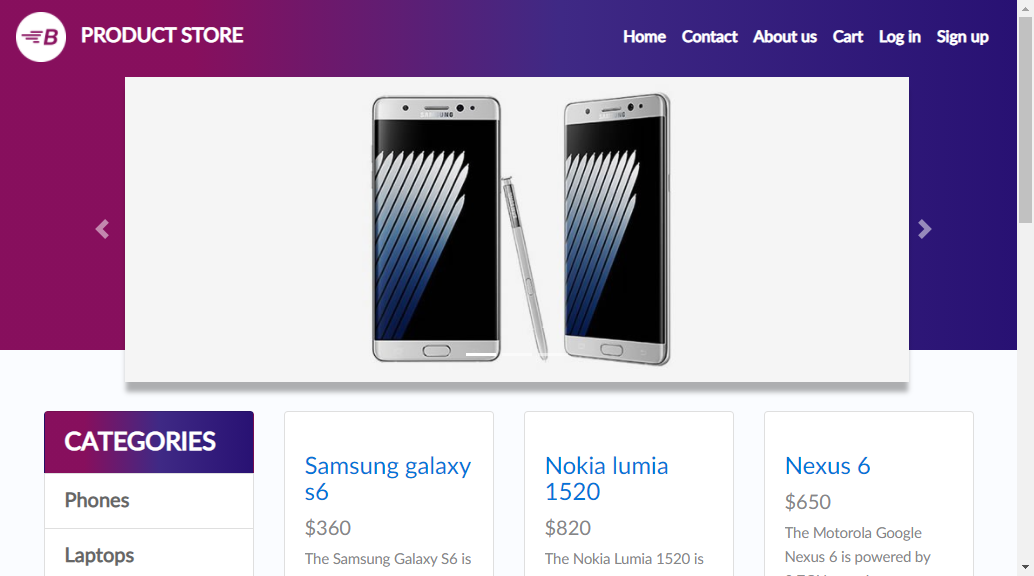 B PRODUCT STORE
Home Contact About us Cart Log in Sign up
SAMSUNG
SAMSUNG
CATEGORIES
Phones
Laptops
Samsung galaxy
s6
$360
The Samsung Galaxy S6 is
Nokia lumia
1520
$820
The Nokia Lumia 1520 is
Nexus 6
$650
The Motorola Google
Nexus 6 is powered by